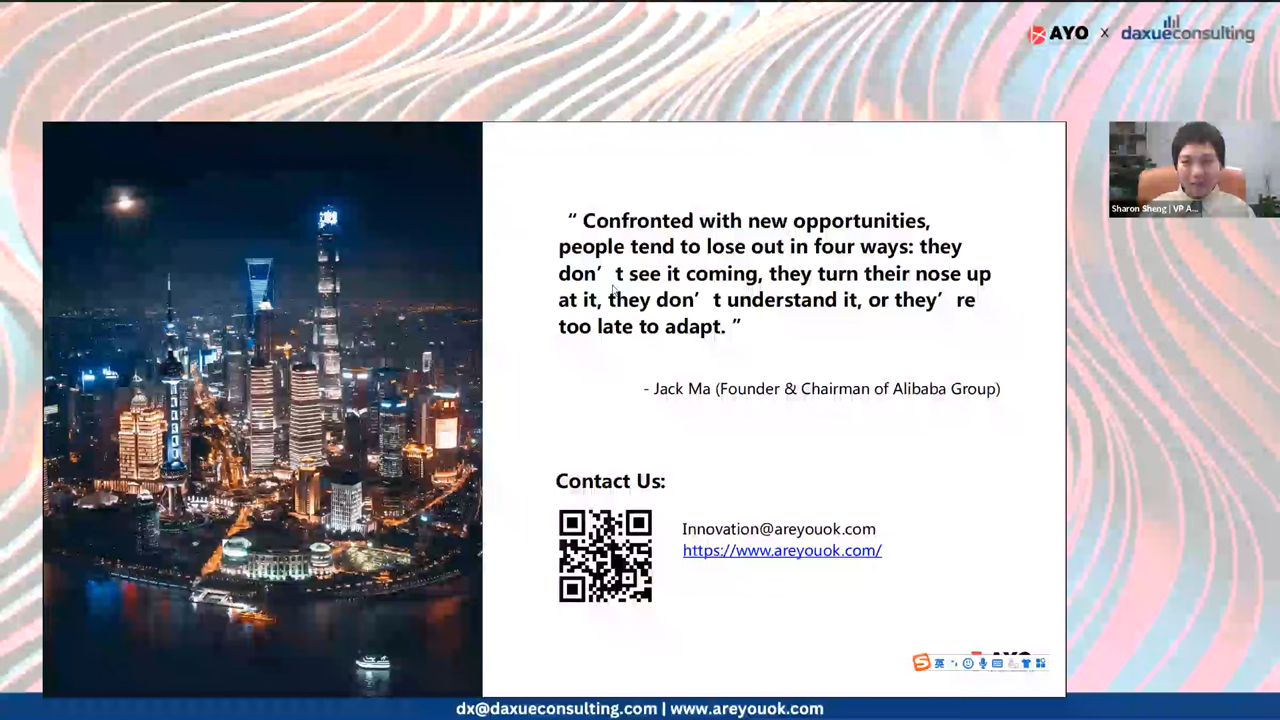 AYO x daxueconsulting
Sharon Sheng | VP A...
“ Confronted with new opportunities,
people tend to lose out in four ways: they
don’ t see it coming, they turn their nose up
at it, they don’ t understand it, or they’ re
too late to adapt. ”
- Jack Ma (Founder & Chairman of Alibaba Group)
Contact Us:
Innovation@areyouok.com
https://www.areyouok.com/
英
dx@daxueconsulting.com | www.areyouok.com